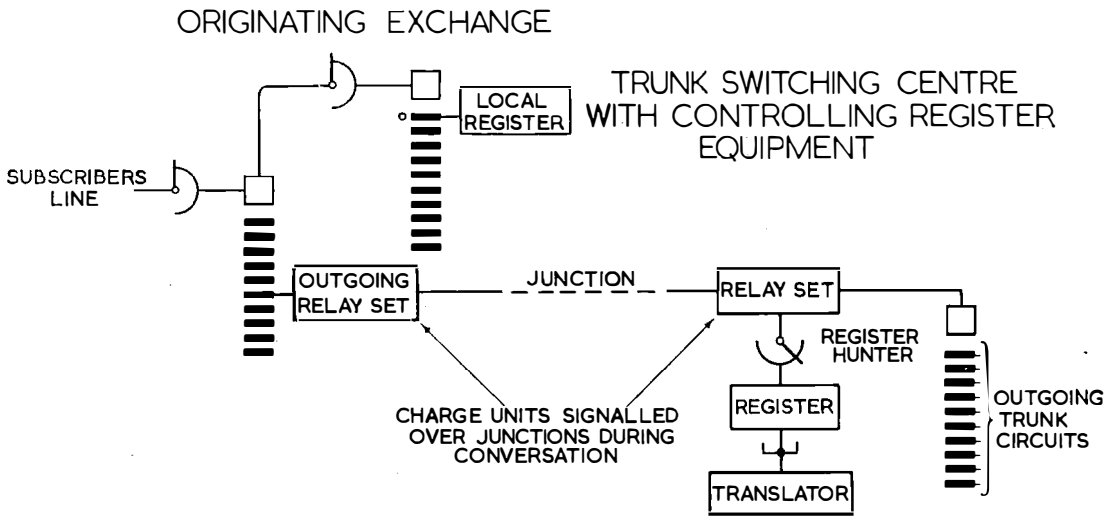 ORIGINATING EXCHANGE
TRUNK SWITCHING CENTRE
WITH CONTROLLING REGISTER
EQUIPMENT
LOCAL
REGISTER
SUBSCRIBERS
LINE
OUTGOING
RELAY SET
JUNCTION
RELAY SET
REGISTER
HUNTER
REGISTER
TRANSLATOR
OUTGOING
TRUNK
CIRCUITS
CHARGE UNITS SIGNALLED
OVER JUNCTIONS DURING
CONVERSATION